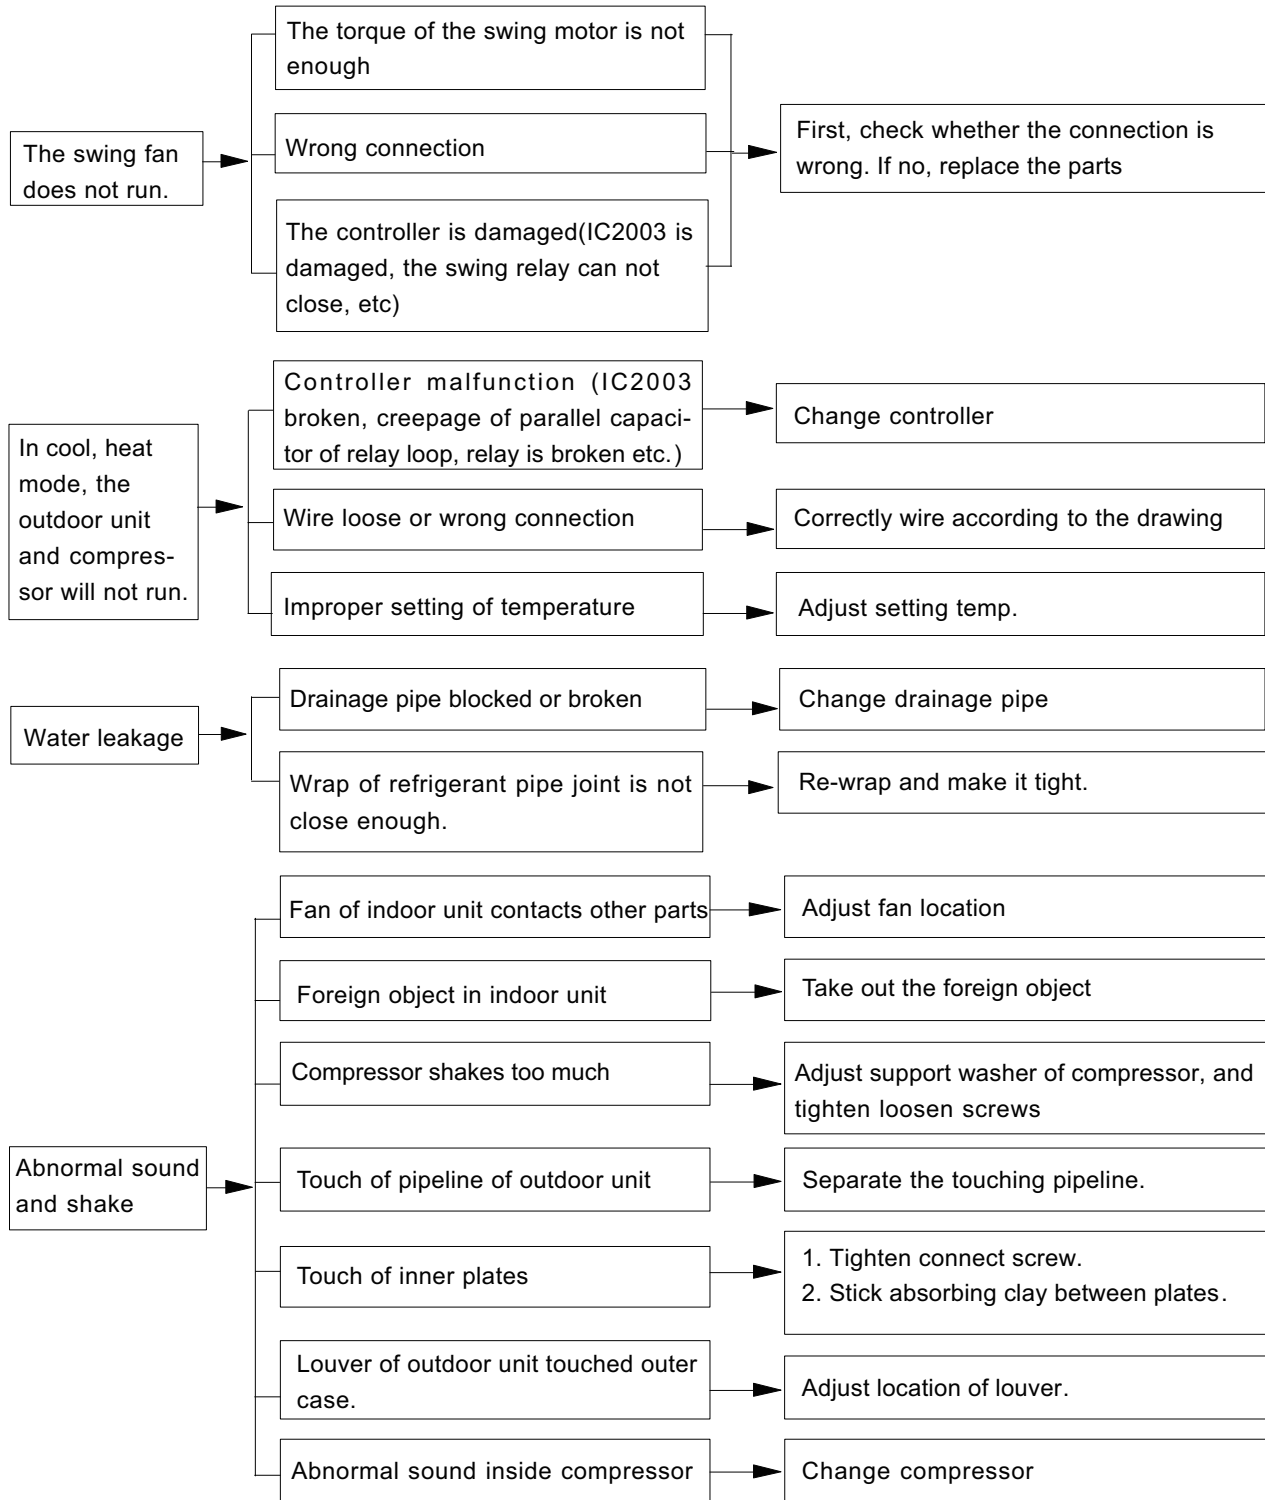 The swing fan
does not run.
The torque of the swing motor is not
enough
Wrong connection
The controller is damaged(IC2003 is
damaged, the swing relay can not
close, etc)
First, check whether the connection is
wrong. If no, replace the parts
In cool, heat
mode, the
outdoor unit
and compres-
sor will not run.
Controller malfunction (IC2003
broken, creepage of parallel capaci-
tor of relay loop, relay is broken etc.)
Change controller
Wire loose or wrong connection
Correctly wire according to the drawing
Improper setting of temperature
Adjust setting temp.
Water leakage
Drainage pipe blocked or broken
Change drainage pipe
Wrap of refrigerant pipe joint is not
close enough.
Re-wrap and make it tight.
Abnormal sound
and shake
Fan of indoor unit contacts other parts
Adjust fan location
Foreign object in indoor unit
Take out the foreign object
Compressor shakes too much
Adjust support washer of compressor, and
tighten loosen screws
Touch of pipeline of outdoor unit
Separate the touching pipeline.
Touch of inner plates
1. Tighten connect screw.
2. Stick absorbing clay between plates.
Louver of outdoor unit touched outer
case.
Adjust location of louver.
Abnormal sound inside compressor
Change compressor